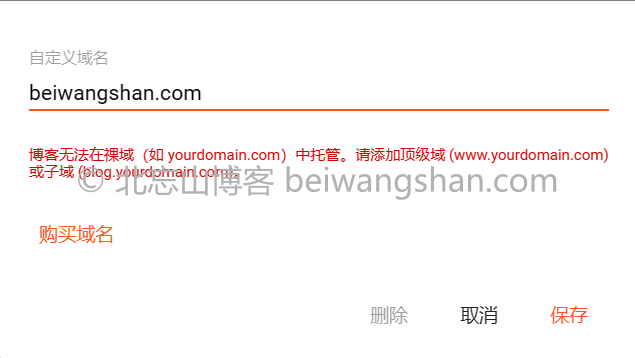 自定义域名
beiwangshan.com
博客无法在裸域（如 yourdomain.com）中托管。请添加顶级域 (www.yourdomain.com)
或子域 (blog.yourdomain.com)。
© 北忘山博客 beiwangshan.com
购买域名
删除 取消 保存